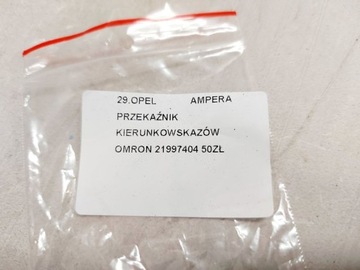 29.OPEL AMPERA
PRZEKAŹNIK
KIERUNKOWSKAZÓW
OMRON 21997404 50ZŁ